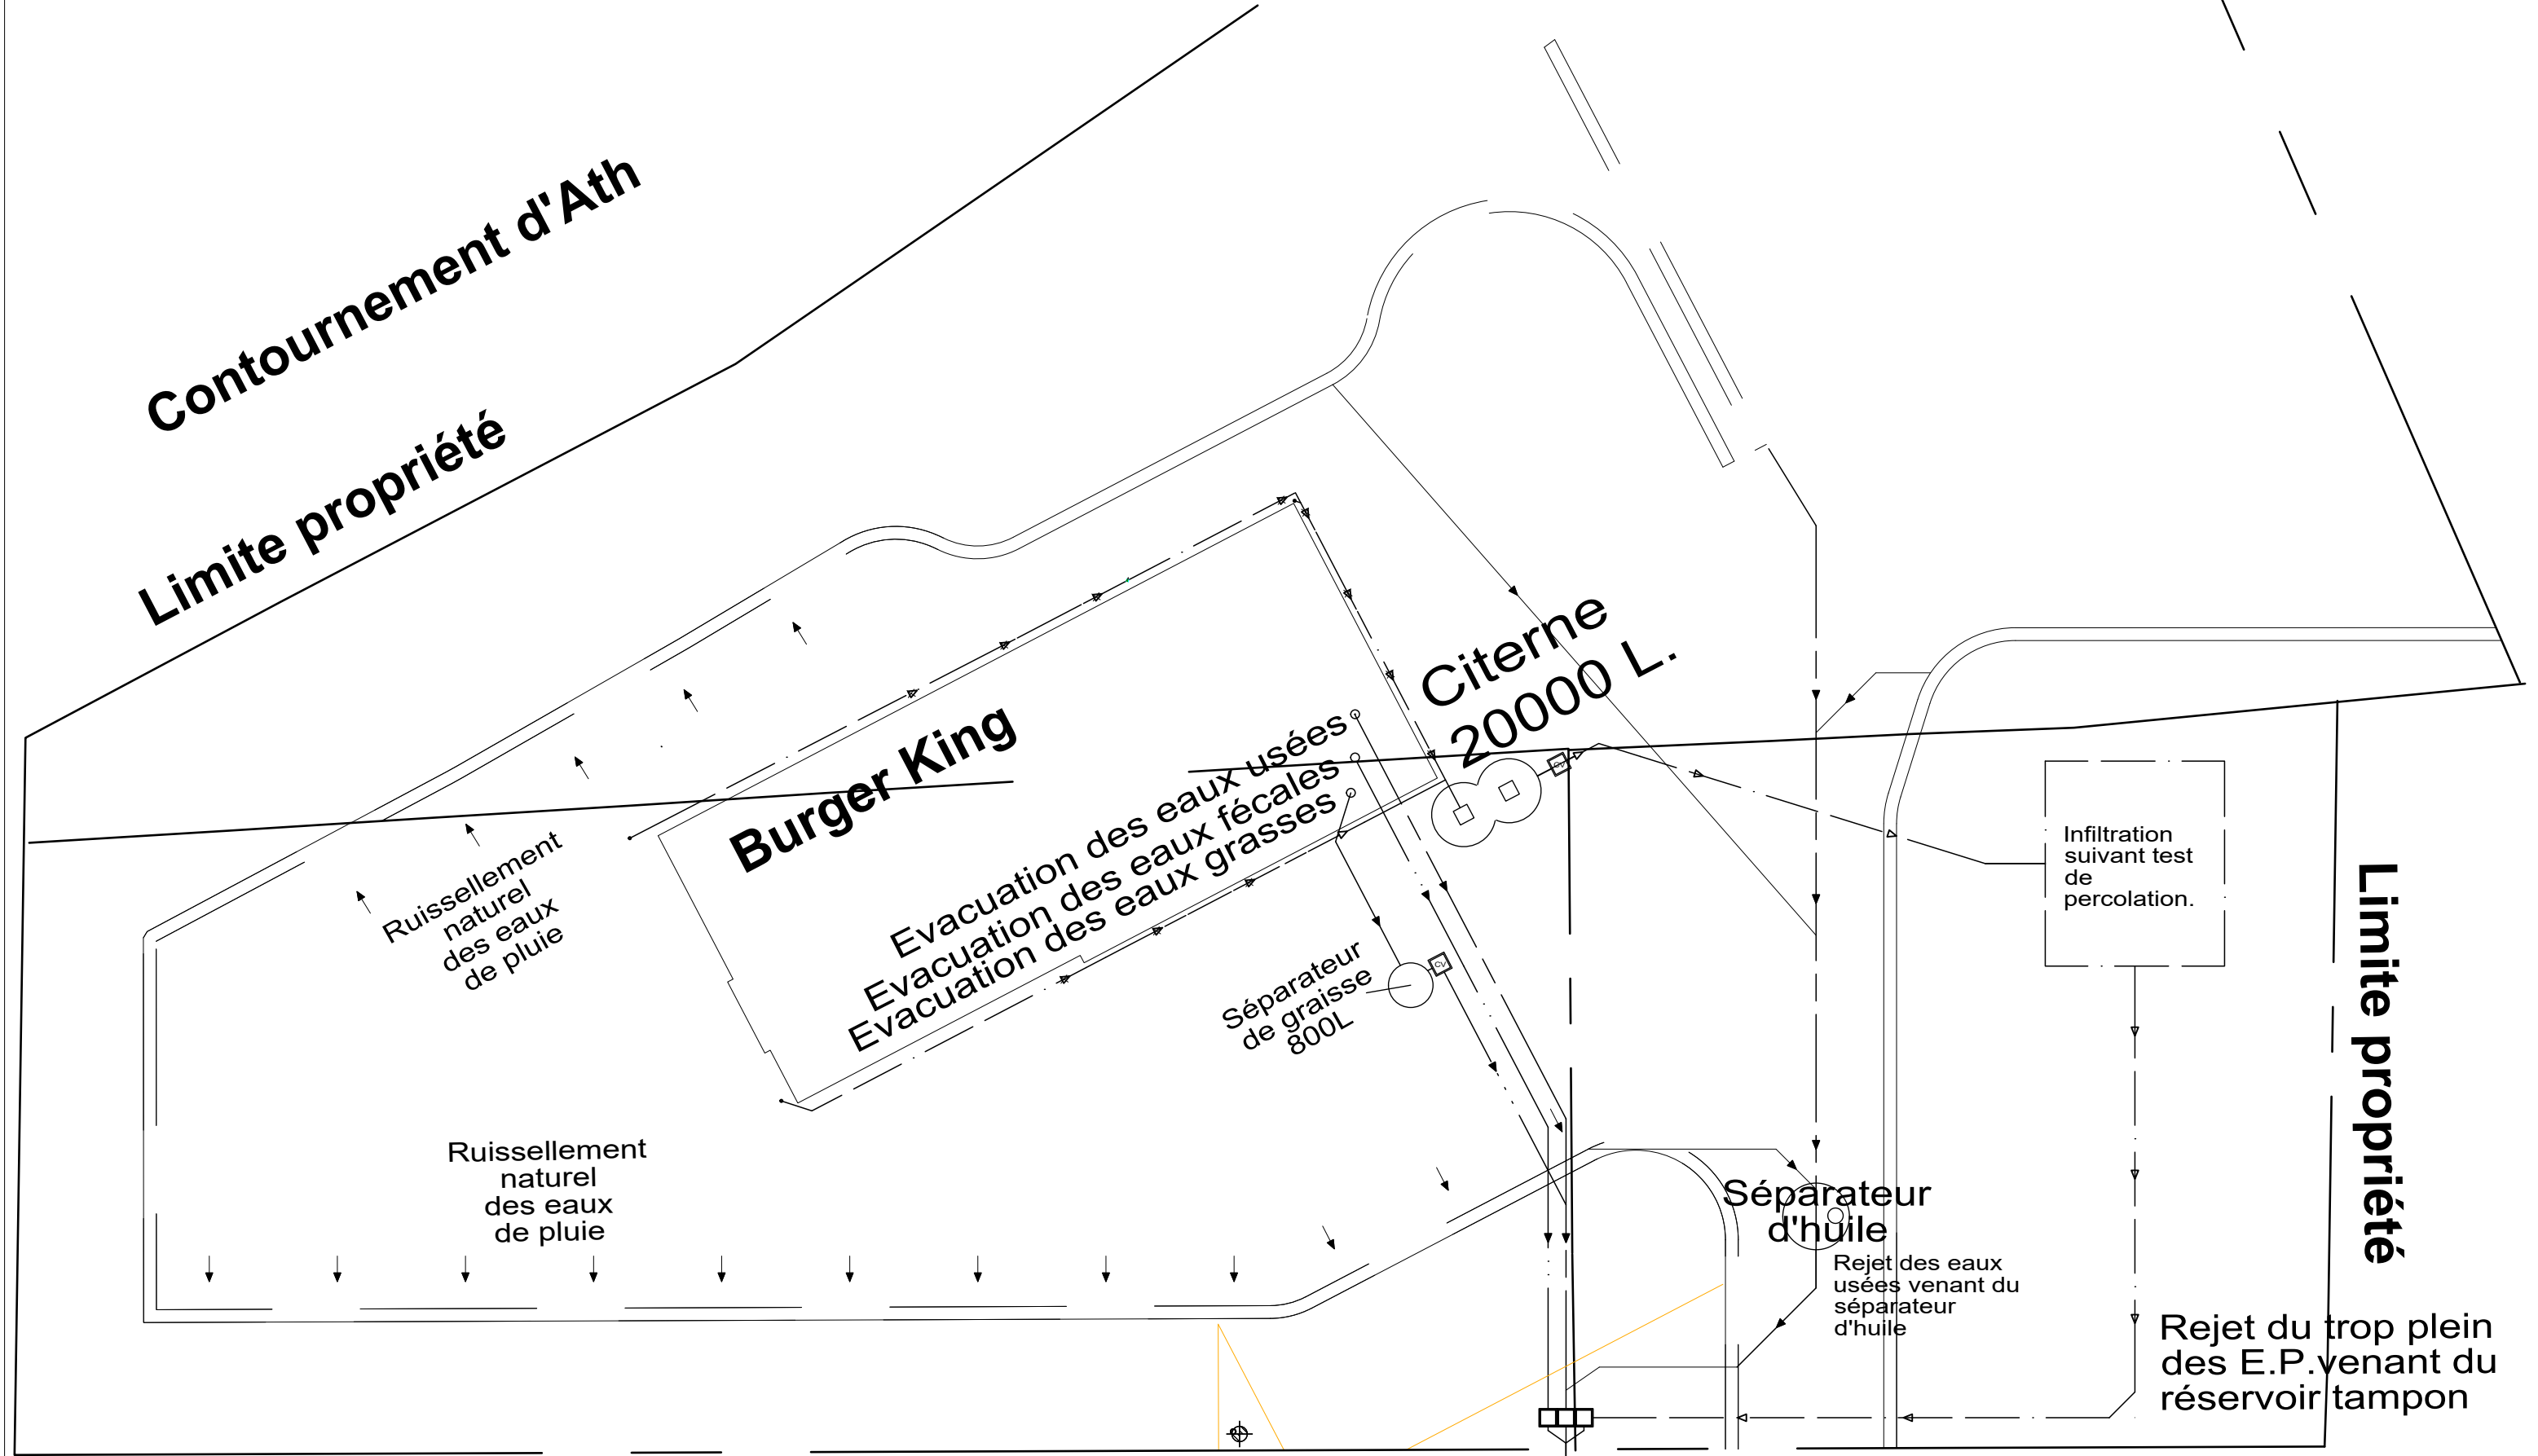 Contournement d'Ath
Limite propriété
Citerne
20000 L.
Burger King
Evacuation des eaux usées
Evacuation des eaux fécales
Evacuation des eaux grasses
CV
Infiltration
suivant test
de
percolation.
Ruissellement
naturel
des eaux
de pluie
Séparateur
de graisse
800L
CV
Limite propriété
Ruissellement
naturel
des eaux
de pluie
Séparateur
d'huile
Rejet des eaux
usées venant du
séparateur
d'huile
Rejet du trop plein
des E.P.venant du
réservoir tampon